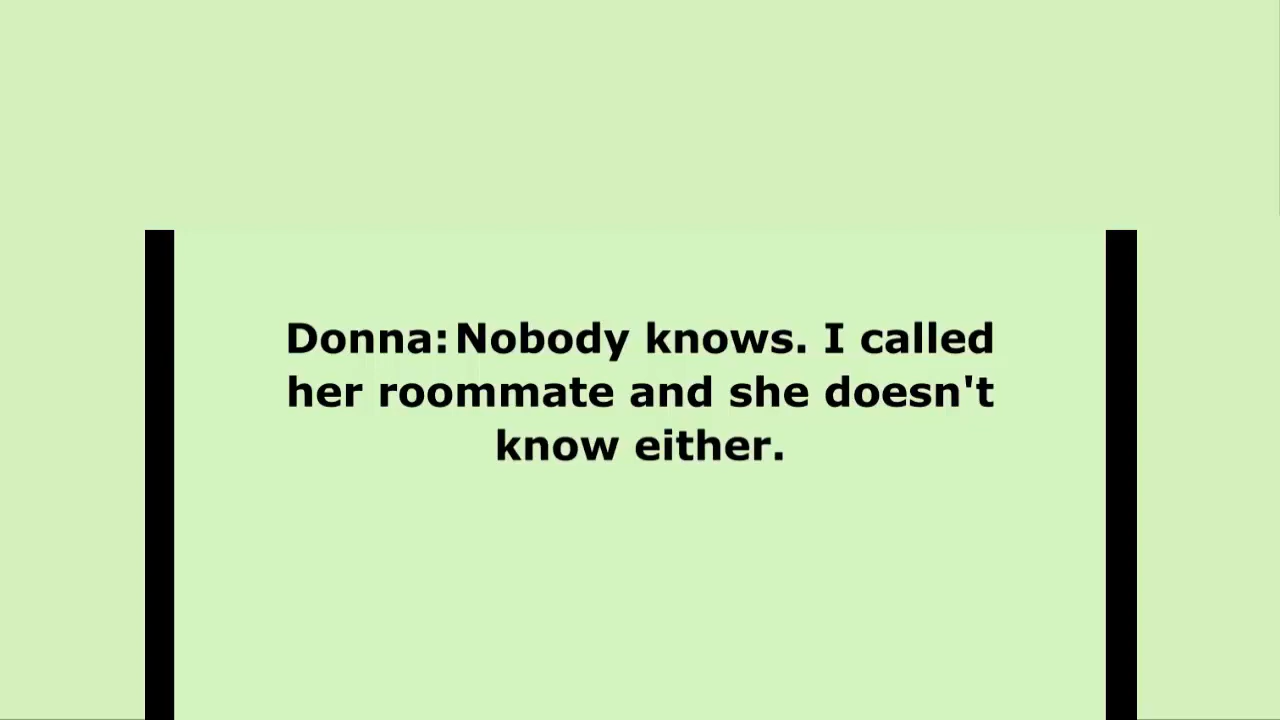 Donna: Nobody knows. I called
her roommate and she doesn't
know either.